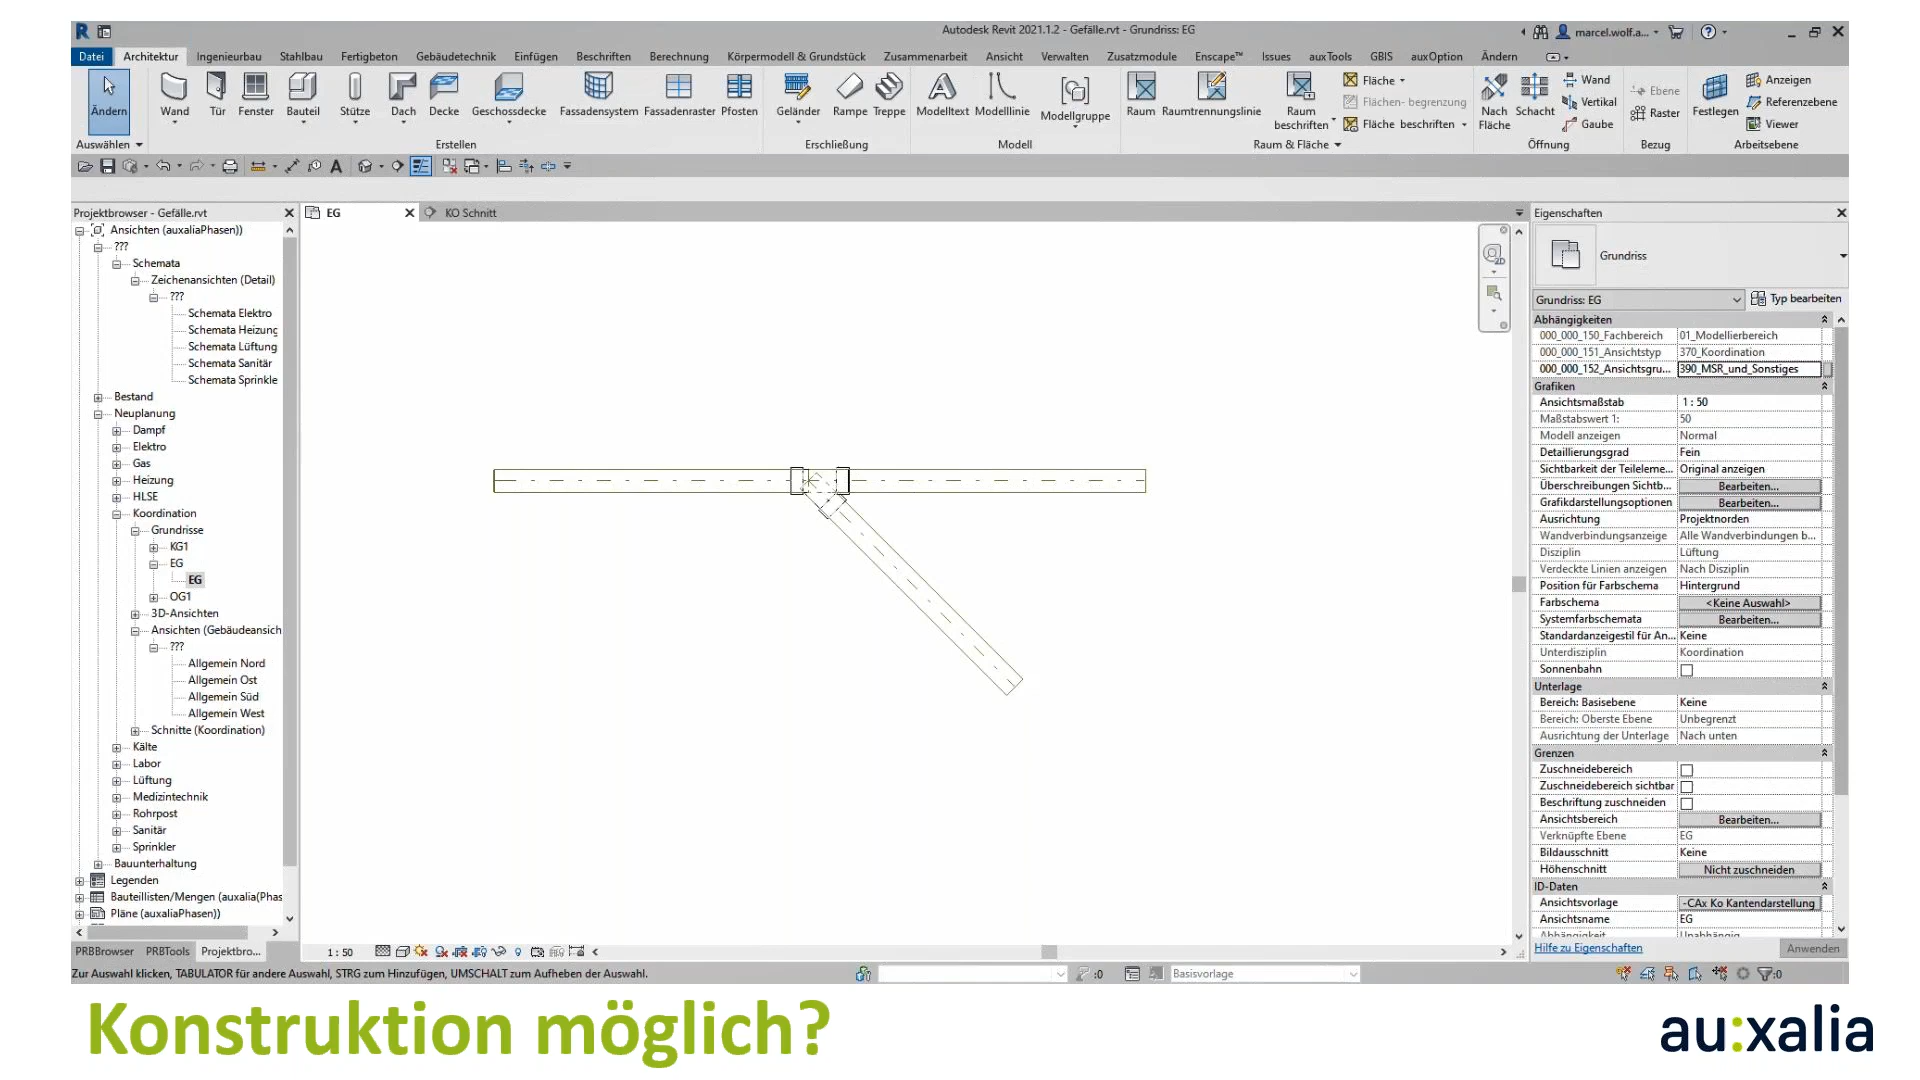 Autodesk Revit 2021.1.2 - Gefälle.rvt - Grundriss: EG
marcel.wolf.a...
Datei Architektur Ingenieurbau Stahlbau Fertigbeton Gebäudetechnik Einfügen Beschriften Berechnung Körpermodell & Grundstück Zusammenarbeit Ansicht Verwalten Zusatzmodule Enscape™ Issues auxTools GBIS auxOption Ändern
Ändern Wand Tür Fenster Bauteil Stütze Dach Decke Geschossdecke Fassadensystem Fassadenraster Pfosten Geländer Rampe Treppe Modelltext Modelllinie Modellgruppe Raum Raumtrennungslinie Raum beschriften
Fläche
Flächen- begrenzung
Fläche beschriften
Nach Fläche
Schacht
Wand
Vertikal
Gaube
Ebene
Raster
Festlegen
Anzeigen
Referenzebene
Viewer
Auswählen Erstellen Erschließung Modell Raum & Fläche Öffnung Bezug Arbeitsebene
Projektbrowser - Gefälle.rvt
Ansichten (auxaliaPhasen))
???
Schemata
Zeichenansichten (Detail)
???
Schemata Elektro
Schemata Heizung
Schemata Lüftung
Schemata Sanitär
Schemata Sprinkle
Bestand
Neuplanung
Dampf
Elektro
Gas
Heizung
HLSE
Koordination
Grundrisse
KG1
EG
EG
OG1
3D-Ansichten
Ansichten (Gebäudeansich
???
Allgemein Nord
Allgemein Ost
Allgemein Süd
Allgemein West
Schnitte (Koordination)
Kälte
Labor
Lüftung
Medizintechnik
Rohrpost
Sanitär
Sprinkler
Bauunterhaltung
Legenden
Bauteillisten/Mengen (auxalia(Phas
Pläne (auxaliaPhasen))
PRBBrowser PRBTools Projektbro...
EG
KO Schnitt
2D
1 : 50
Eigenschaften
Grundriss
Grundriss: EG Typ bearbeiten
Abhängigkeiten
000_000_150_Fachbereich 01_Modellierbereich
000_000_151_Ansichtstyp 370_Koordination
000_000_152_Ansichtsgru... 390_MSR_und_Sonstiges
Grafiken
Ansichtsmaßstab 1 : 50
Maßstabswert 1: 50
Modell anzeigen Normal
Detaillierungsgrad Fein
Sichtbarkeit der Teileleme... Original anzeigen
Überschreibungen Sichtb... Bearbeiten...
Grafikdarstellungsoptionen Bearbeiten...
Ausrichtung Projektnorden
Wandverbindungsanzeige Alle Wandverbindungen b...
Disziplin Lüftung
Verdeckte Linien anzeigen Nach Disziplin
Position für Farbschema Hintergrund
Farbschema <Keine Auswahl>
Systemfarbschemata Bearbeiten...
Standardanzeigestil für An... Keine
Unterdisziplin Koordination
Sonnenbahn
Unterlage
Bereich: Basisebene Keine
Bereich: Oberste Ebene Unbegrenzt
Ausrichtung der Unterlage Nach unten
Grenzen
Zuschneidebereich
Zuschneidebereich sichtbar
Beschriftung zuschneiden
Ansichtsbereich Bearbeiten...
Verknüpfte Ebene EG
Bildausschnitt Keine
Höhenschnitt Nicht zuschneiden
ID-Daten
Ansichtsvorlage -CAx Ko Kantendarstellung
Ansichtsname EG
Abhängigkeit Unabhängig
Hilfe zu Eigenschaften Anwenden
Zur Auswahl klicken, TABULATOR für andere Auswahl, STRG zum Hinzufügen, UMSCHALT zum Aufheben der Auswahl.
:0
Basisvorlage
:0
Konstruktion möglich?
au:xalia